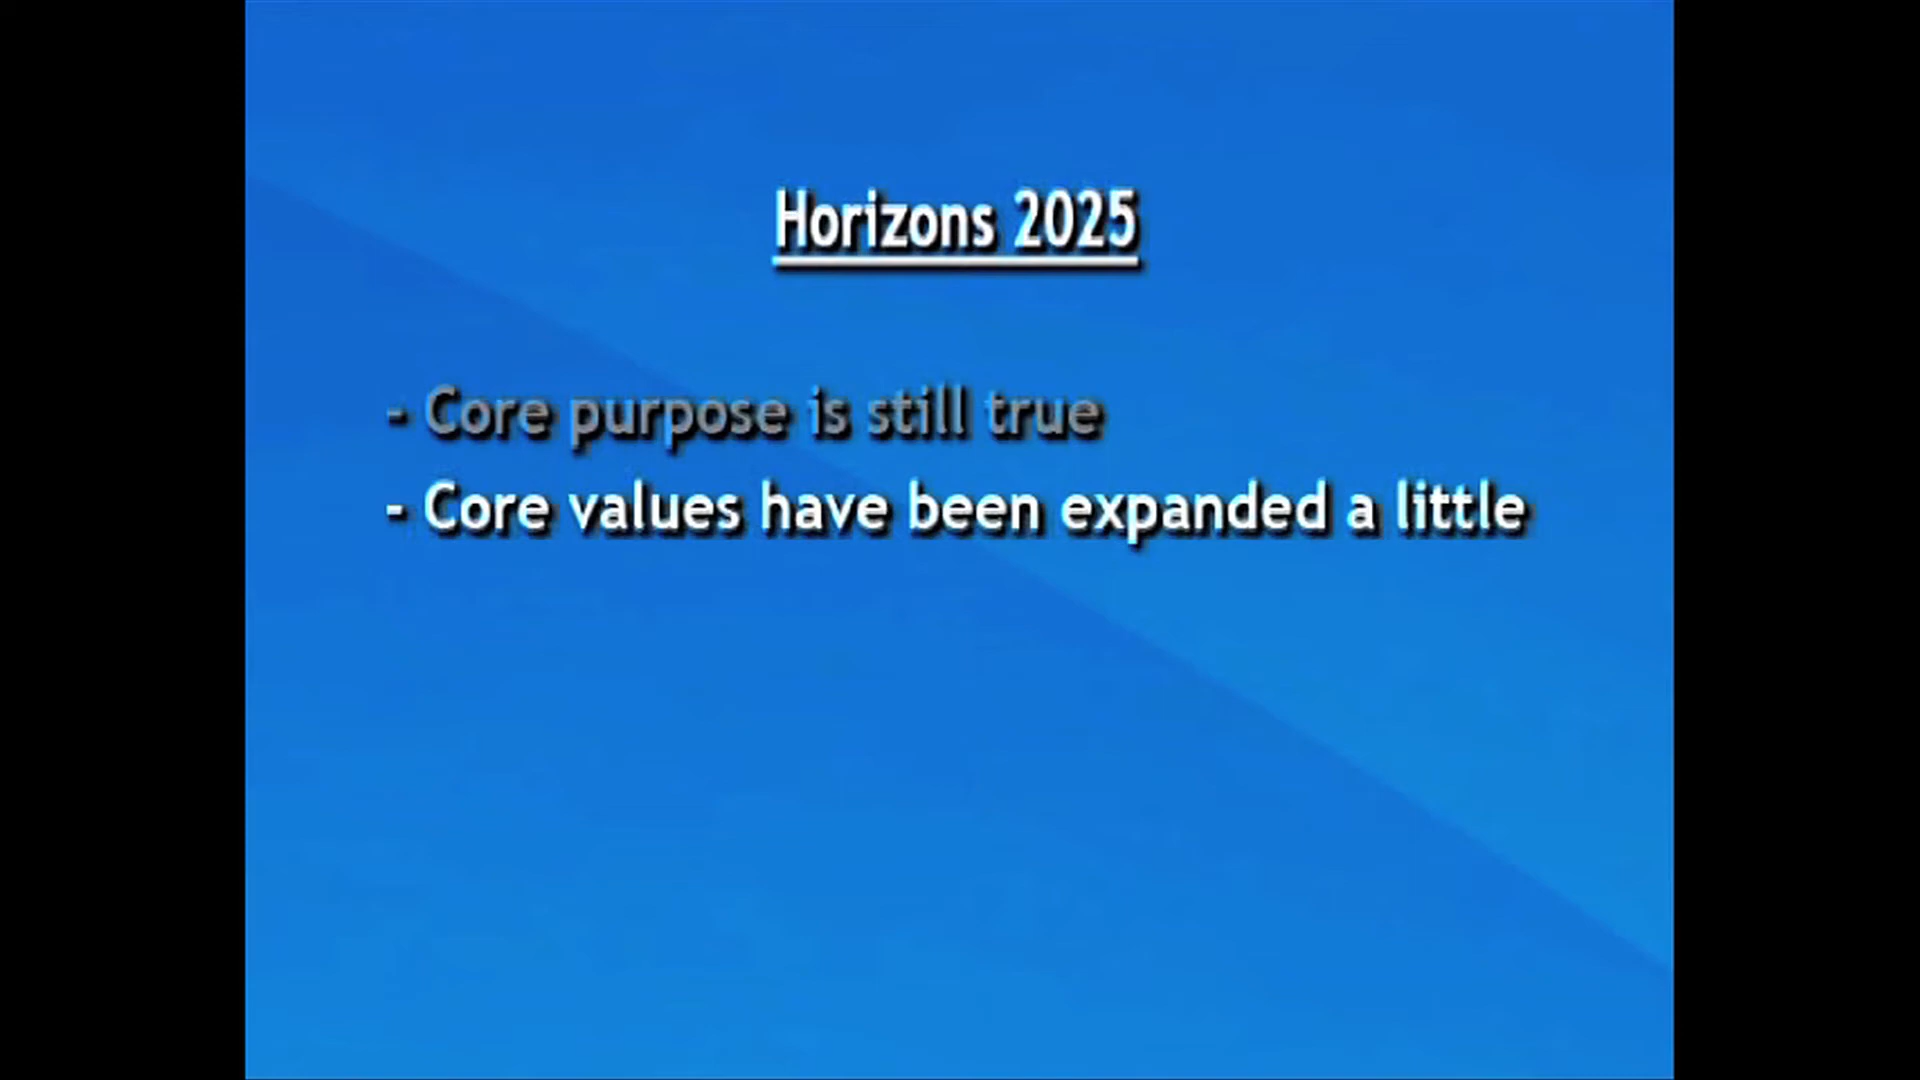 Horizons 2025
- Core purpose is still true
- Core values have been expanded a little